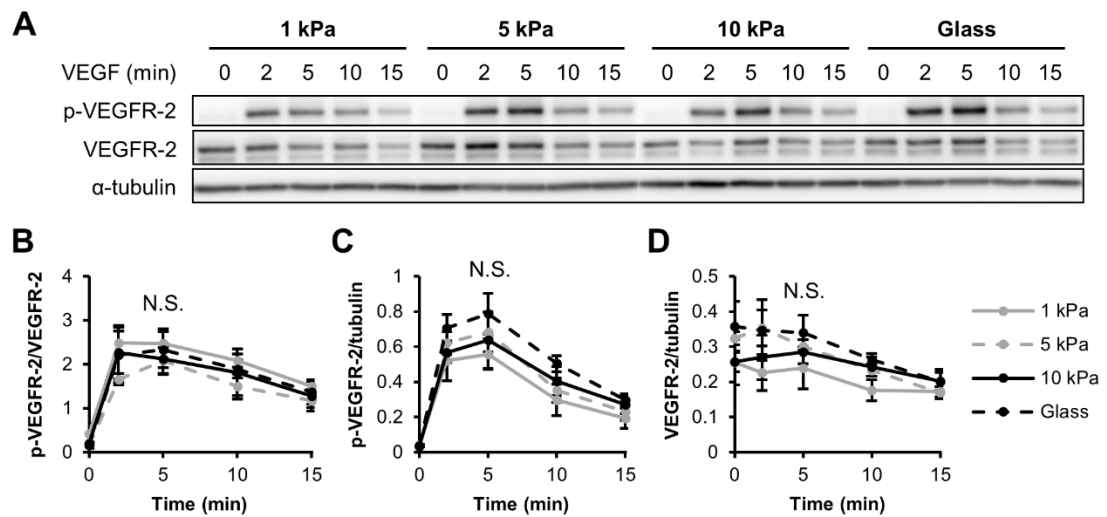 A
1 kPa 5 kPa 10 kPa Glass
VEGF (min) 0 2 5 10 15 0 2 5 10 15 0 2 5 10 15 0 2 5 10 15
p-VEGFR-2
VEGFR-2
α-tubulin
B
p-VEGFR-2/VEGFR-2
4
3
2
1
0
N.S.
0 5 10 15
Time (min)
C
p-VEGFR-2/tubulin
1
0.8
0.6
0.4
0.2
0
N.S.
0 5 10 15
Time (min)
D
VEGFR-2/tubulin
0.5
0.4
0.3
0.2
0.1
0
N.S.
0 5 10 15
Time (min)
1 kPa
5 kPa
10 kPa
Glass